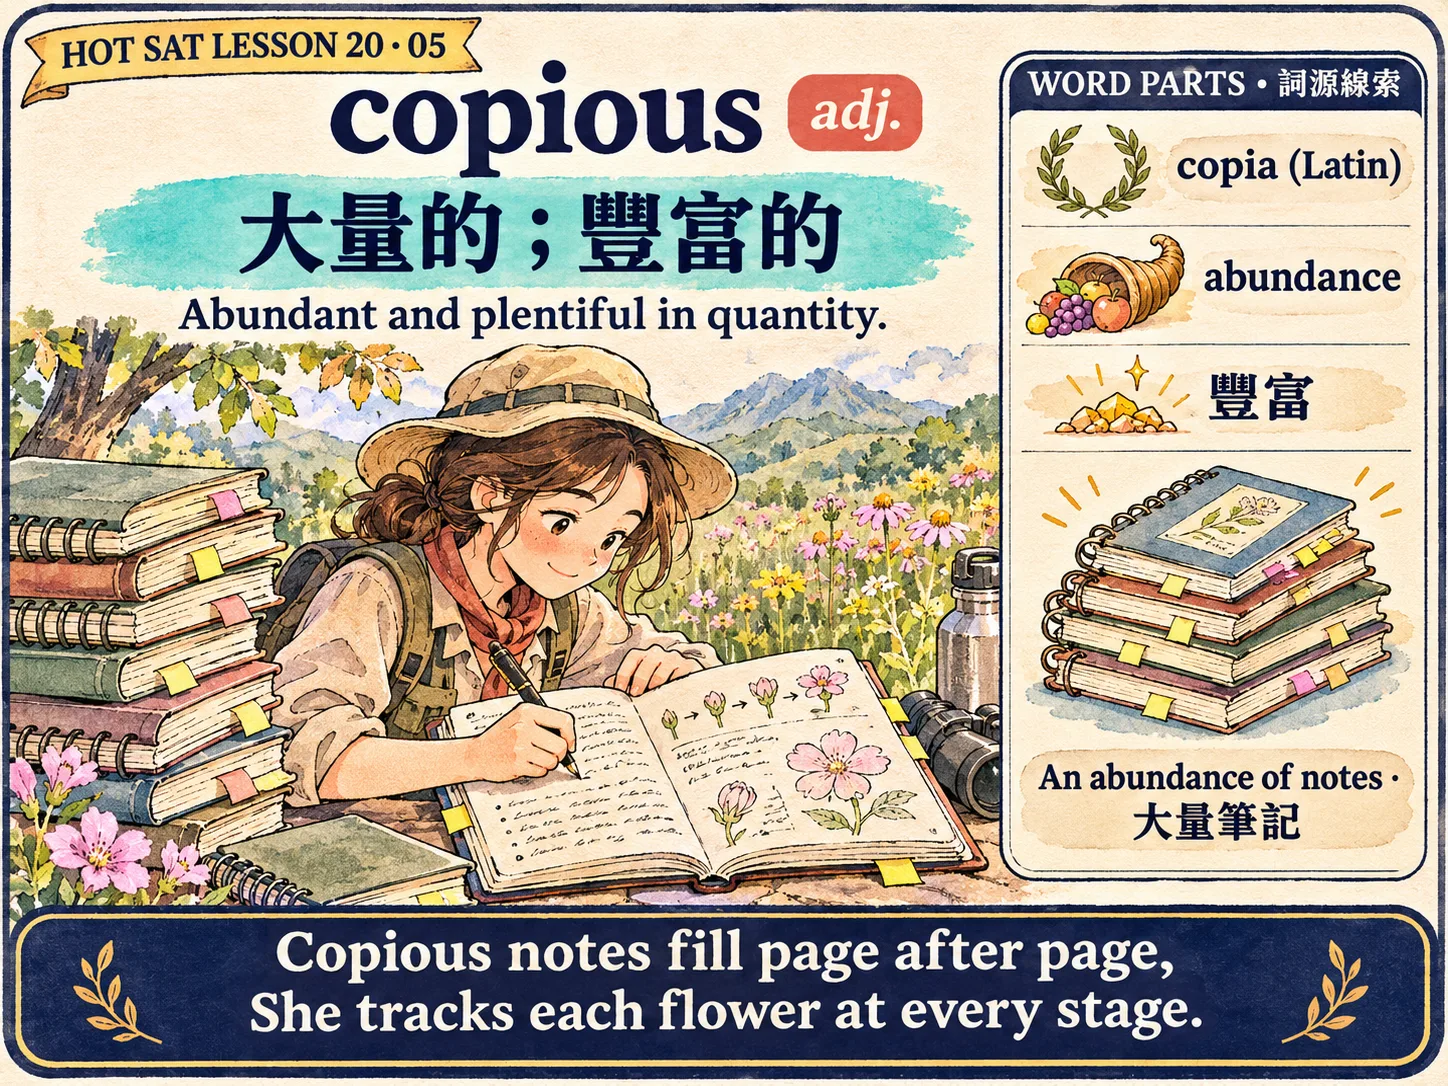 HOT SAT LESSON 20 · 05
copious adj.
大量的；豐富的
Abundant and plentiful in quantity.
WORD PARTS · 詞源線索
copia (Latin)
abundance
豐富
An abundance of notes ·
大量筆記
Copious notes fill page after page,
She tracks each flower at every stage.